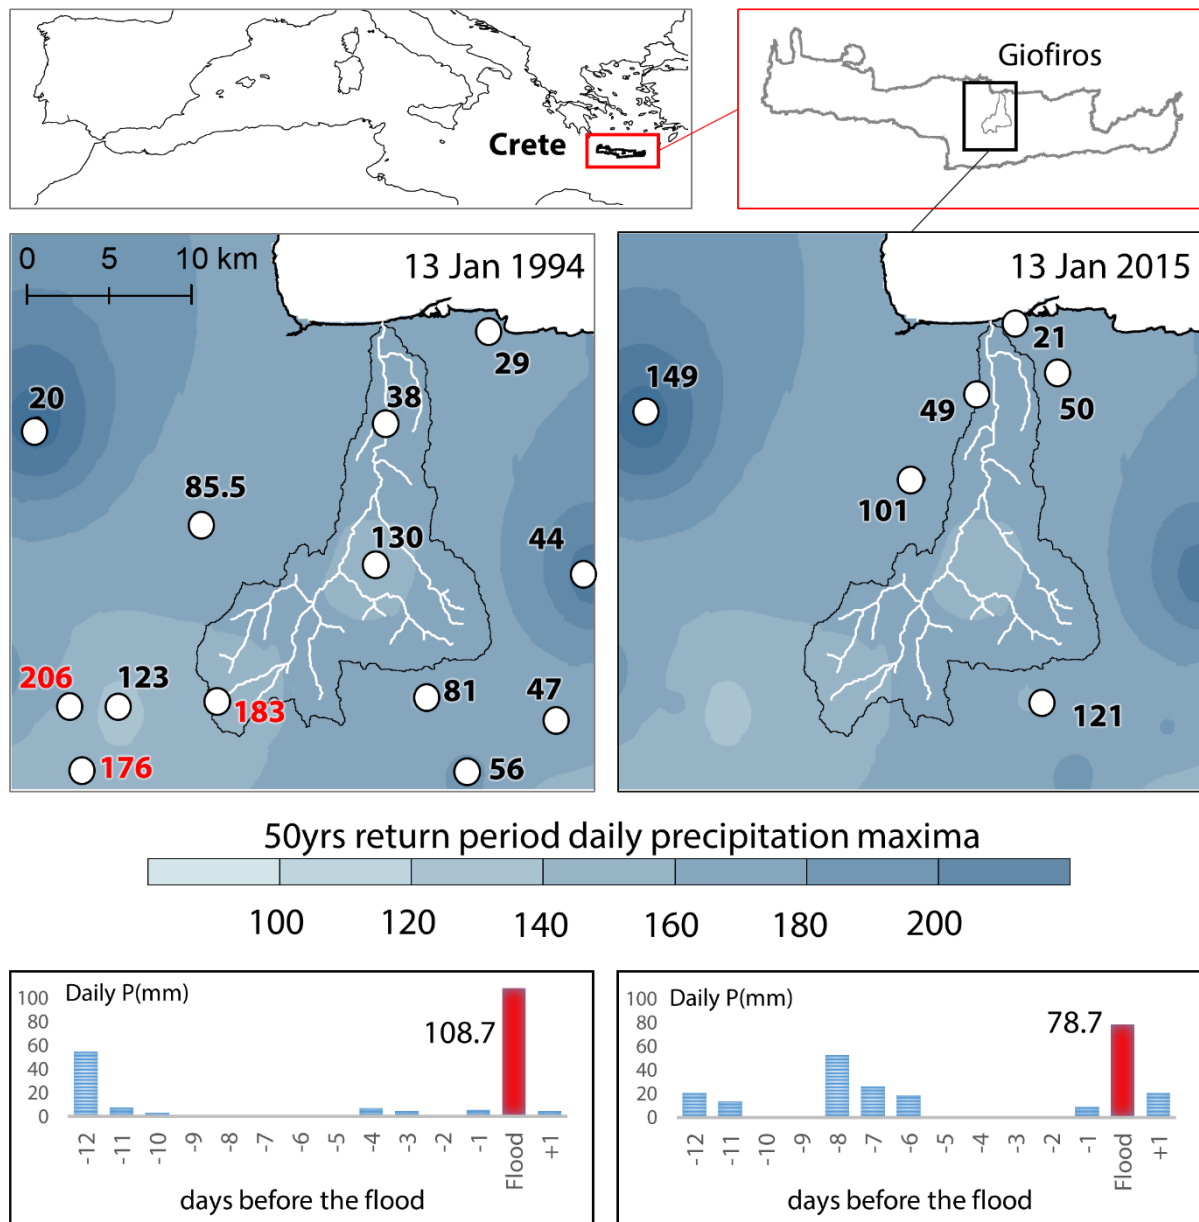 Crete
Giofiros
0 5 10 km
13 Jan 1994
29
20
38
85.5
130
44
206
123
183
81
47
176
56
13 Jan 2015
21
149
49
50
101
121
50yrs return period daily precipitation maxima
100 120 140 160 180 200
Daily P(mm)
100
80
60
40
20
0
108.7
-12 -11 -10 -9 -8 -7 -6 -5 -4 -3 -2 -1 Flood +1
days before the flood
Daily P(mm)
100
80
60
40
20
0
78.7
-12 -11 -10 -9 -8 -7 -6 -5 -4 -3 -2 -1 Flood +1
days before the flood